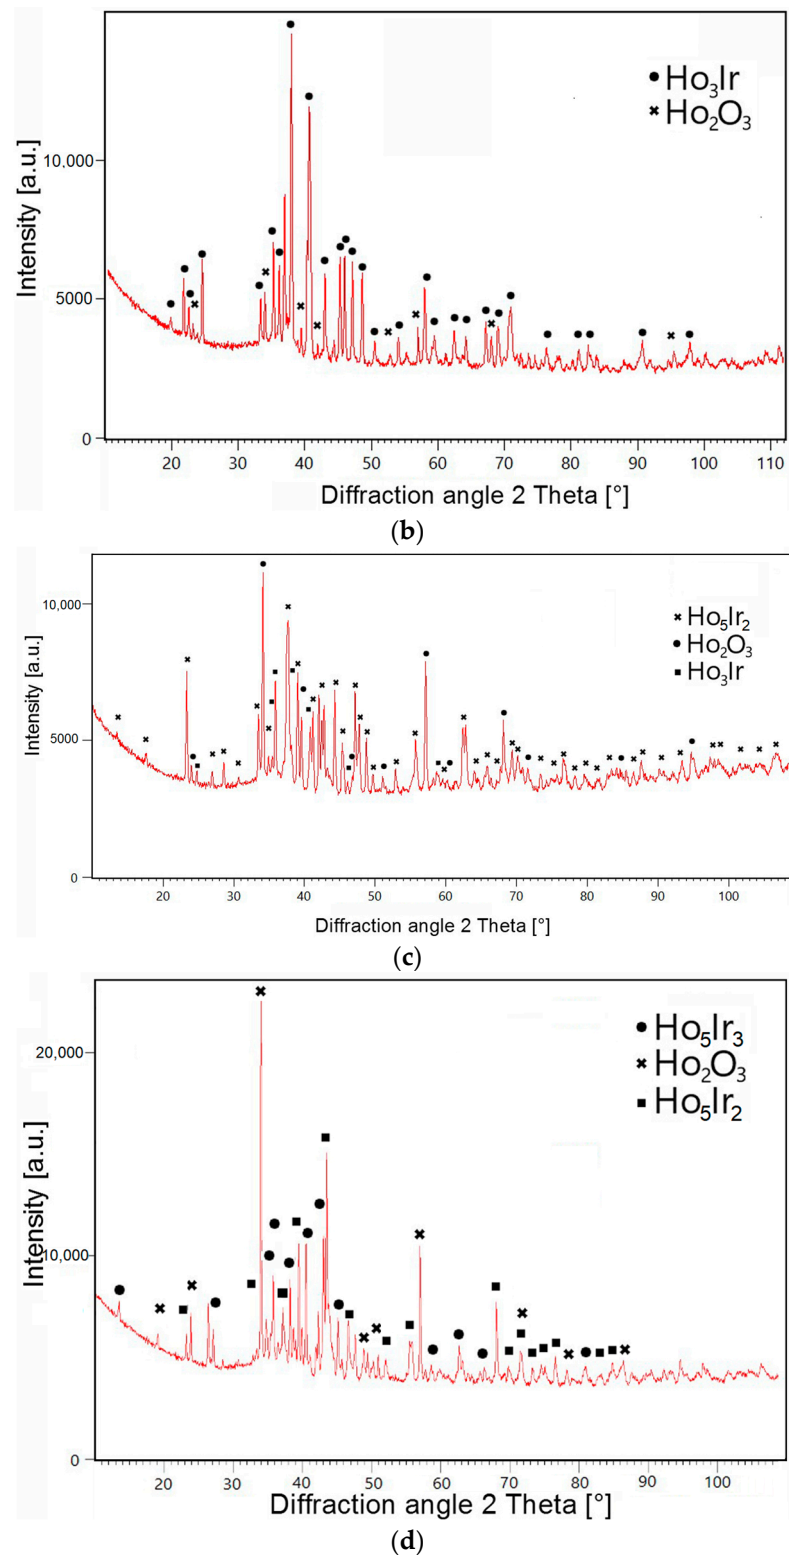 Ho₃Ir
Ho₂O₃
Intensity [a.u.]
10,000
5000
0
20 30 40 50 60 70 80 90 100 110
Diffraction angle 2 Theta [°]
(b)
Ho₅Ir₂
Ho₂O₃
Ho₃Ir
Intensity [a.u.]
10,000
5000
0
20 30 40 50 60 70 80 90 100
Diffraction angle 2 Theta [°]
(c)
Ho₅Ir₃
Ho₂O₃
Ho₅Ir₂
Intensity [a.u.]
20,000
10,000
0
20 30 40 50 60 70 80 90 100
Diffraction angle 2 Theta [°]
(d)